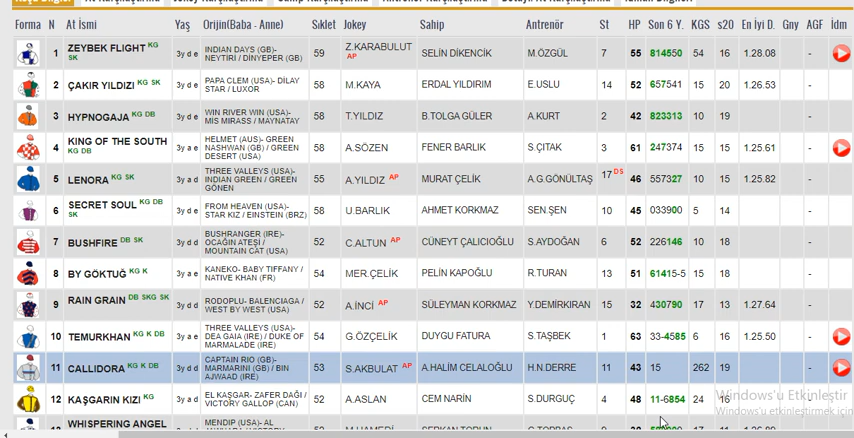 Forma N At İsmi Yaş Orijin(Baba - Anne) Sıklet Jokey Sahip Antrenör St HP Son 6 Y. KGS s20 En İyi D. Gny AGF İdm
1 ZEYBEK FLIGHT KG SK 3y d e INDIAN DAYS (GB)- NEYTIRI / DİNYEPER (GB) 59 Z.KARABULUT AP SELİN DİKENCİK M.ÖZGÜL 7 55 814550 54 16 1.28.08 -
2 ÇAKIR YILDIZI KG SK 3y d e PAPA CLEM (USA)- DİLAY STAR / LUXOR 58 M.KAYA ERDAL YILDIRIM E.USLU 14 52 657541 15 20 1.26.53 -
3 HYPNOGAJA KG DB 3y d e WIN RIVER WIN (USA)- MIS MIRASS / MAYNATAY 58 T.YILDIZ B.TOLGA GÜLER A.KURT 2 42 823313 10 19 -
4 KING OF THE SOUTH KG DB 3y a e HELMET (AUS)- GREEN NASHWAN (GB) / GREEN DESERT (USA) 58 A.SÖZEN FENER BARLIK S.ÇITAK 3 61 247374 15 15 1.25.61 -
5 LENORA KG SK 3y a d THREE VALLEYS (USA)- INDIAN GREEN / GREEN GÖNEN 55 A.YILDIZ AP MURAT ÇELİK A.G.GÖNÜLTAŞ 17 DS 46 557327 10 15 1.25.82 -
6 SECRET SOUL KG DB SK 3y d e FROM HEAVEN (USA)- STAR KIZ / EINSTEIN (BRZ) 58 U.BARLIK AHMET KORKMAZ SEN.ŞEN 10 45 033900 5 14 -
7 BUSHFIRE DB SK 3y d d BUSHRANGER (IRE)- OCAĞIN ATEŞİ / MOUNTAIN CAT (USA) 52 C.ALTUN AP CÜNEYT ÇALICIOĞLU S.AYDOĞAN 6 52 226146 10 18 -
8 BY GÖKTUĞ KG K 3y a e KANEKO- BABY TIFFANY / NATIVE KHAN (FR) 54 MER.ÇELİK PELİN KAPOĞLU R.TURAN 13 51 61415-5 15 18 -
9 RAIN GRAIN DB SKG SK 3y d d RODOPLU- BALENCIAGA / WEST BY WEST (USA) 52 A.İNCİ AP SÜLEYMAN KORKMAZ Y.DEMİRKIRAN 15 32 430790 17 13 1.27.64 -
10 TEMURKHAN KG K DB 3y a e THREE VALLEYS (USA)- DEA GAIA (IRE) / DUKE OF MARMALADE (IRE) 54 G.ÖZÇELİK DUYGU FATURA S.TAŞBEK 1 63 33-4585 6 16 1.25.50 -
11 CALLIDORA KG K DB 3y d d CAPTAIN RIO (GB)- MARMARINI (GB) / BIN AJWAAD (IRE) 53 S.AKBULAT AP A.HALİM CELALOĞLU H.N.DERRE 11 43 15 262 19 -
12 KAŞGARIN KIZI KG 3y a d EL KASGAR- ZAFER DAĞI / VICTORY GALLOP (CAN) 52 A.ASLAN CEM NARİN S.DURGUÇ 4 48 11-6854 24 -
WHISPERING ANGEL MENDIP (USA)- AL
Windows'u Etkinleştir
Windows'u etkinleştirmek için